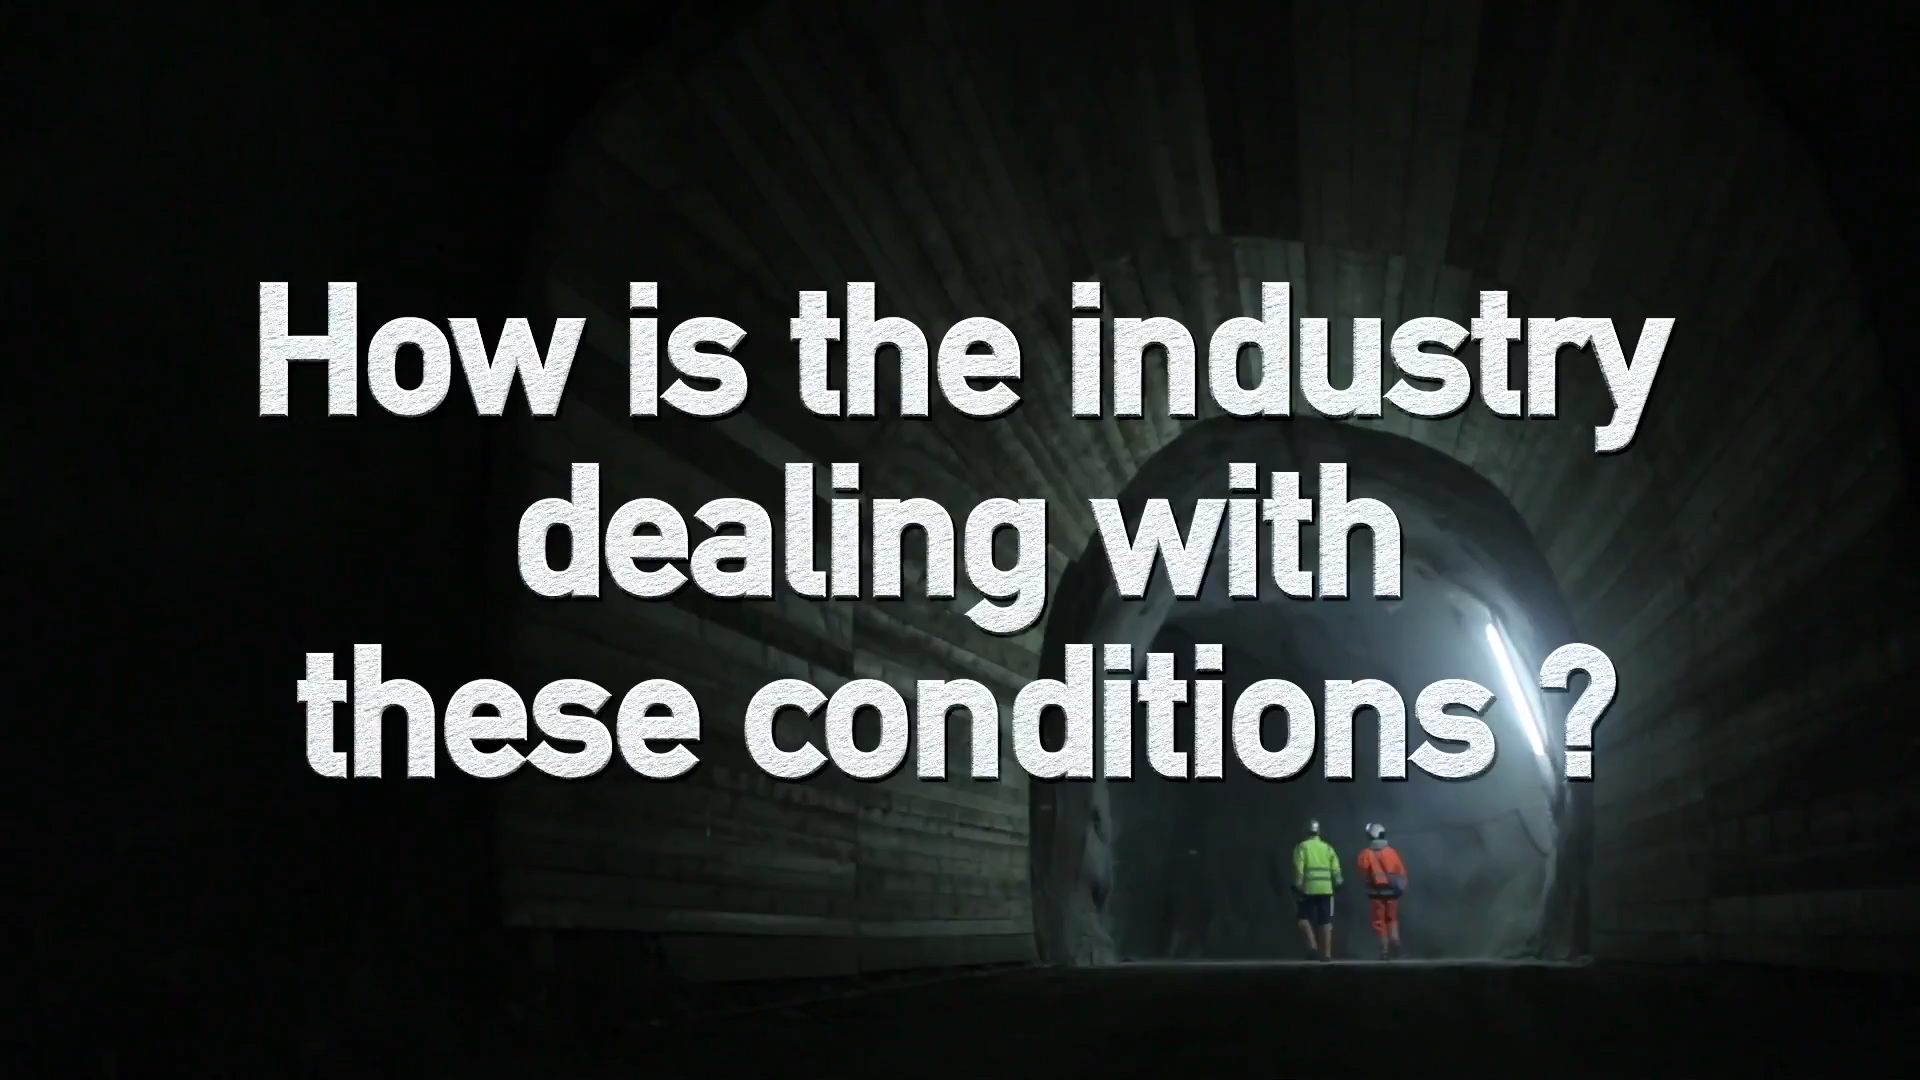 How is the industry
dealing with
these conditions ?